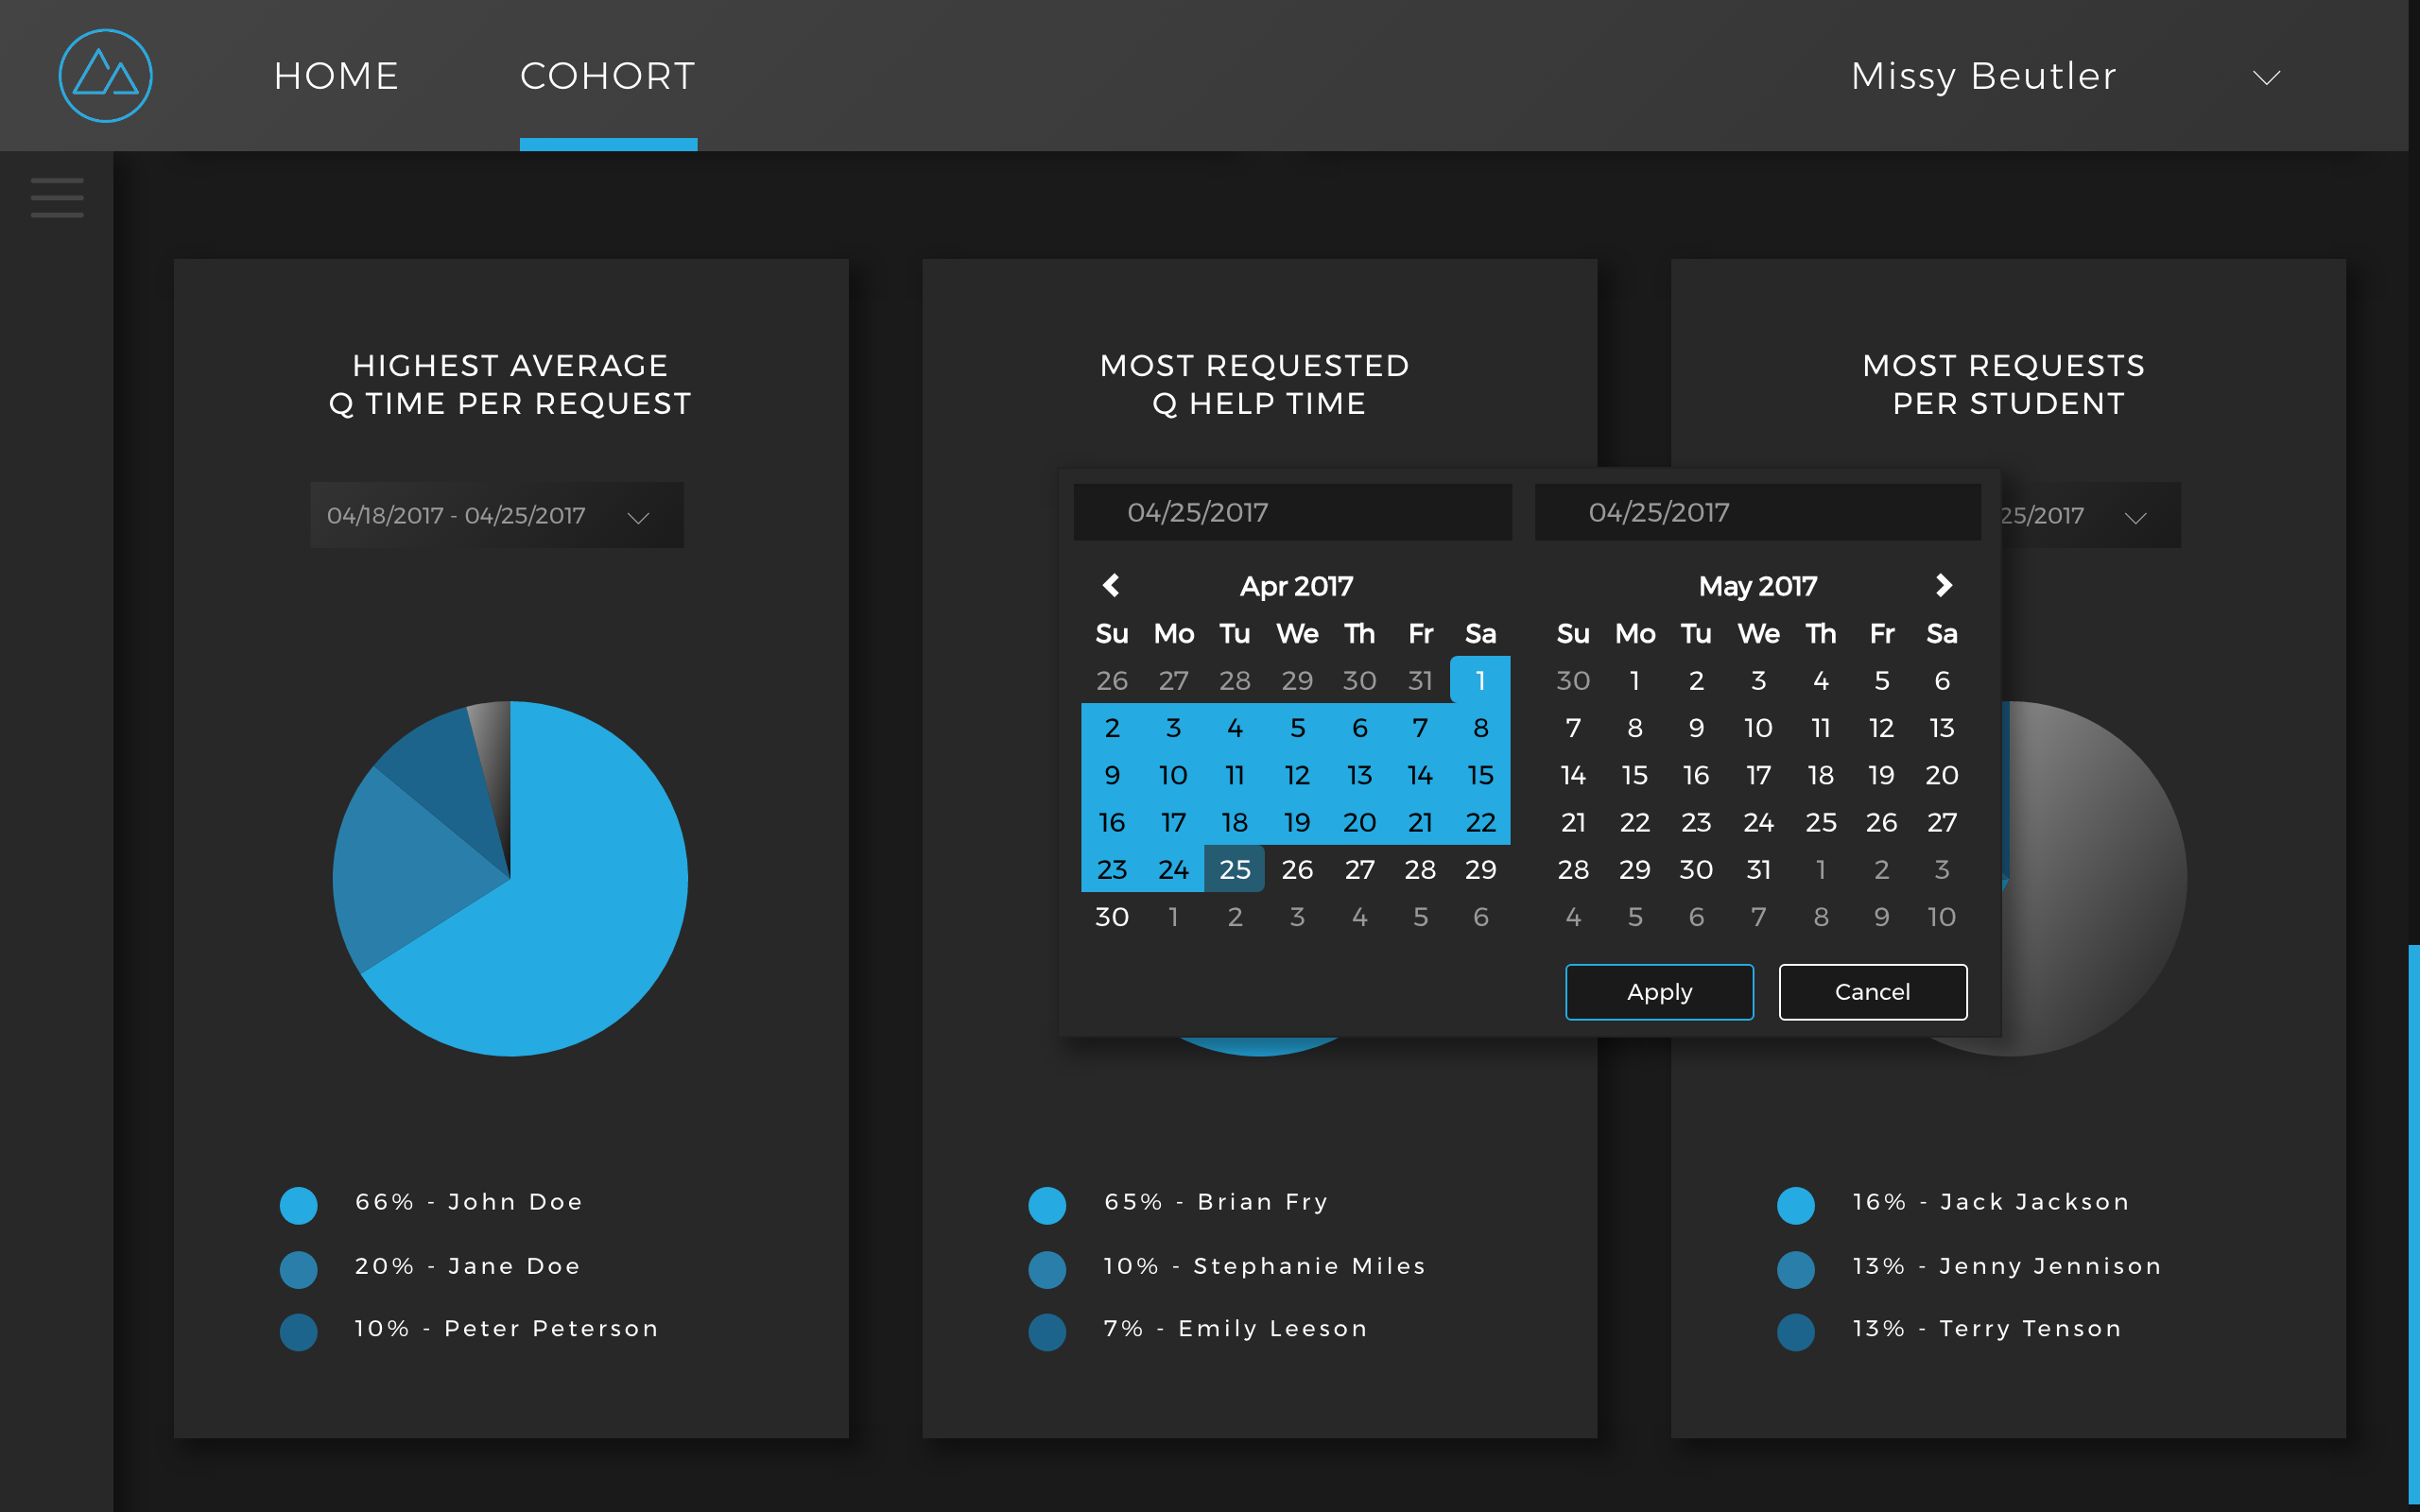 HOME
COHORT
Missy Beutler
HIGHEST AVERAGE
Q TIME PER REQUEST
04/18/2017 - 04/25/2017
MOST REQUESTED
Q HELP TIME
MOST REQUESTS
PER STUDENT
25/2017
04/25/2017
04/25/2017
Apr 2017
Su Mo Tu We Th Fr Sa
26 27 28 29 30 31 1
2 3 4 5 6 7 8
9 10 11 12 13 14 15
16 17 18 19 20 21 22
23 24 25 26 27 28 29
30 1 2 3 4 5 6
May 2017
Su Mo Tu We Th Fr Sa
30 1 2 3 4 5 6
7 8 9 10 11 12 13
14 15 16 17 18 19 20
21 22 23 24 25 26 27
28 29 30 31 1 2 3
4 5 6 7 8 9 10
Apply
Cancel
66% - John Doe
20% - Jane Doe
10% - Peter Peterson
65% - Brian Fry
10% - Stephanie Miles
7% - Emily Leeson
16% - Jack Jackson
13% - Jenny Jennison
13% - Terry Tenson